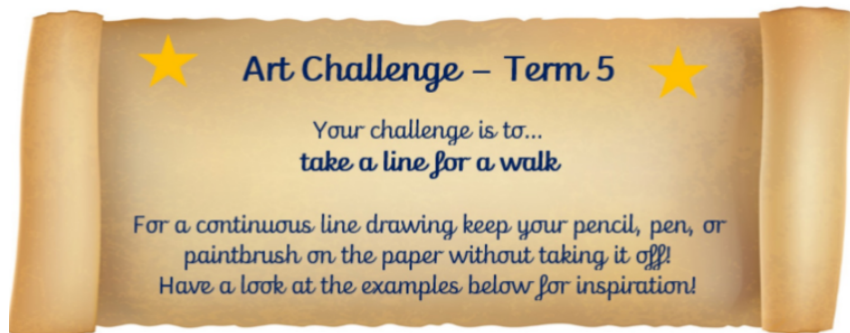 Art Challenge – Term 5
Your challenge is to...
take a line for a walk
For a continuous line drawing keep your pencil, pen, or
paintbrush on the paper without taking it off!
Have a look at the examples below for inspiration!